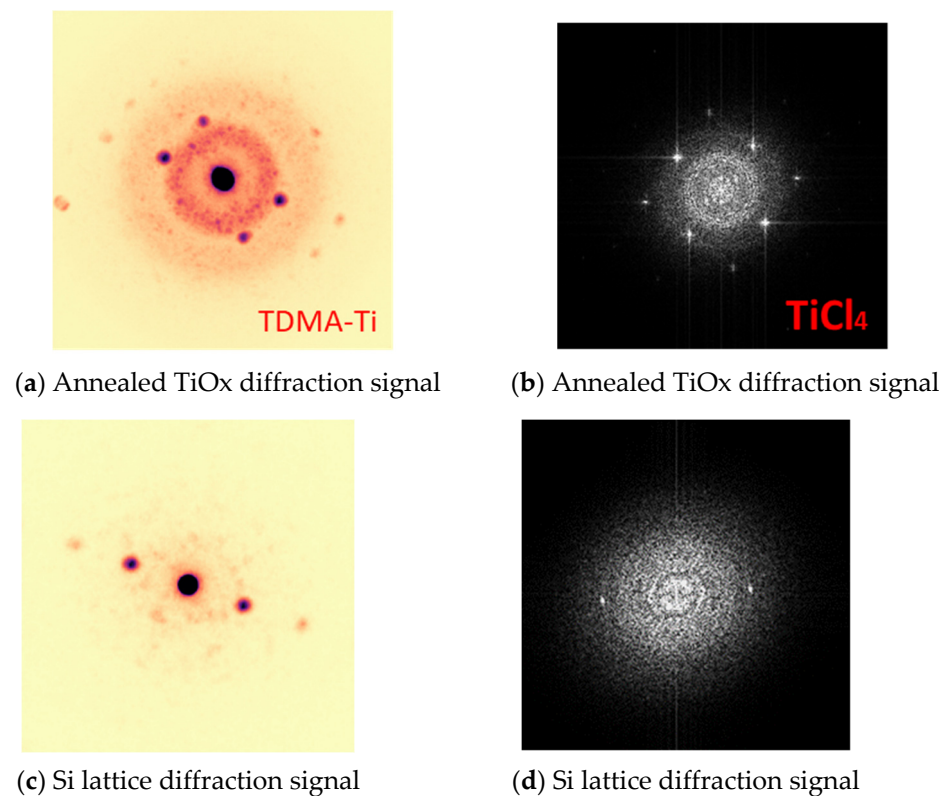 TDMA-Ti
TiCl4
(a) Annealed TiOx diffraction signal
(b) Annealed TiOx diffraction signal
(c) Si lattice diffraction signal
(d) Si lattice diffraction signal